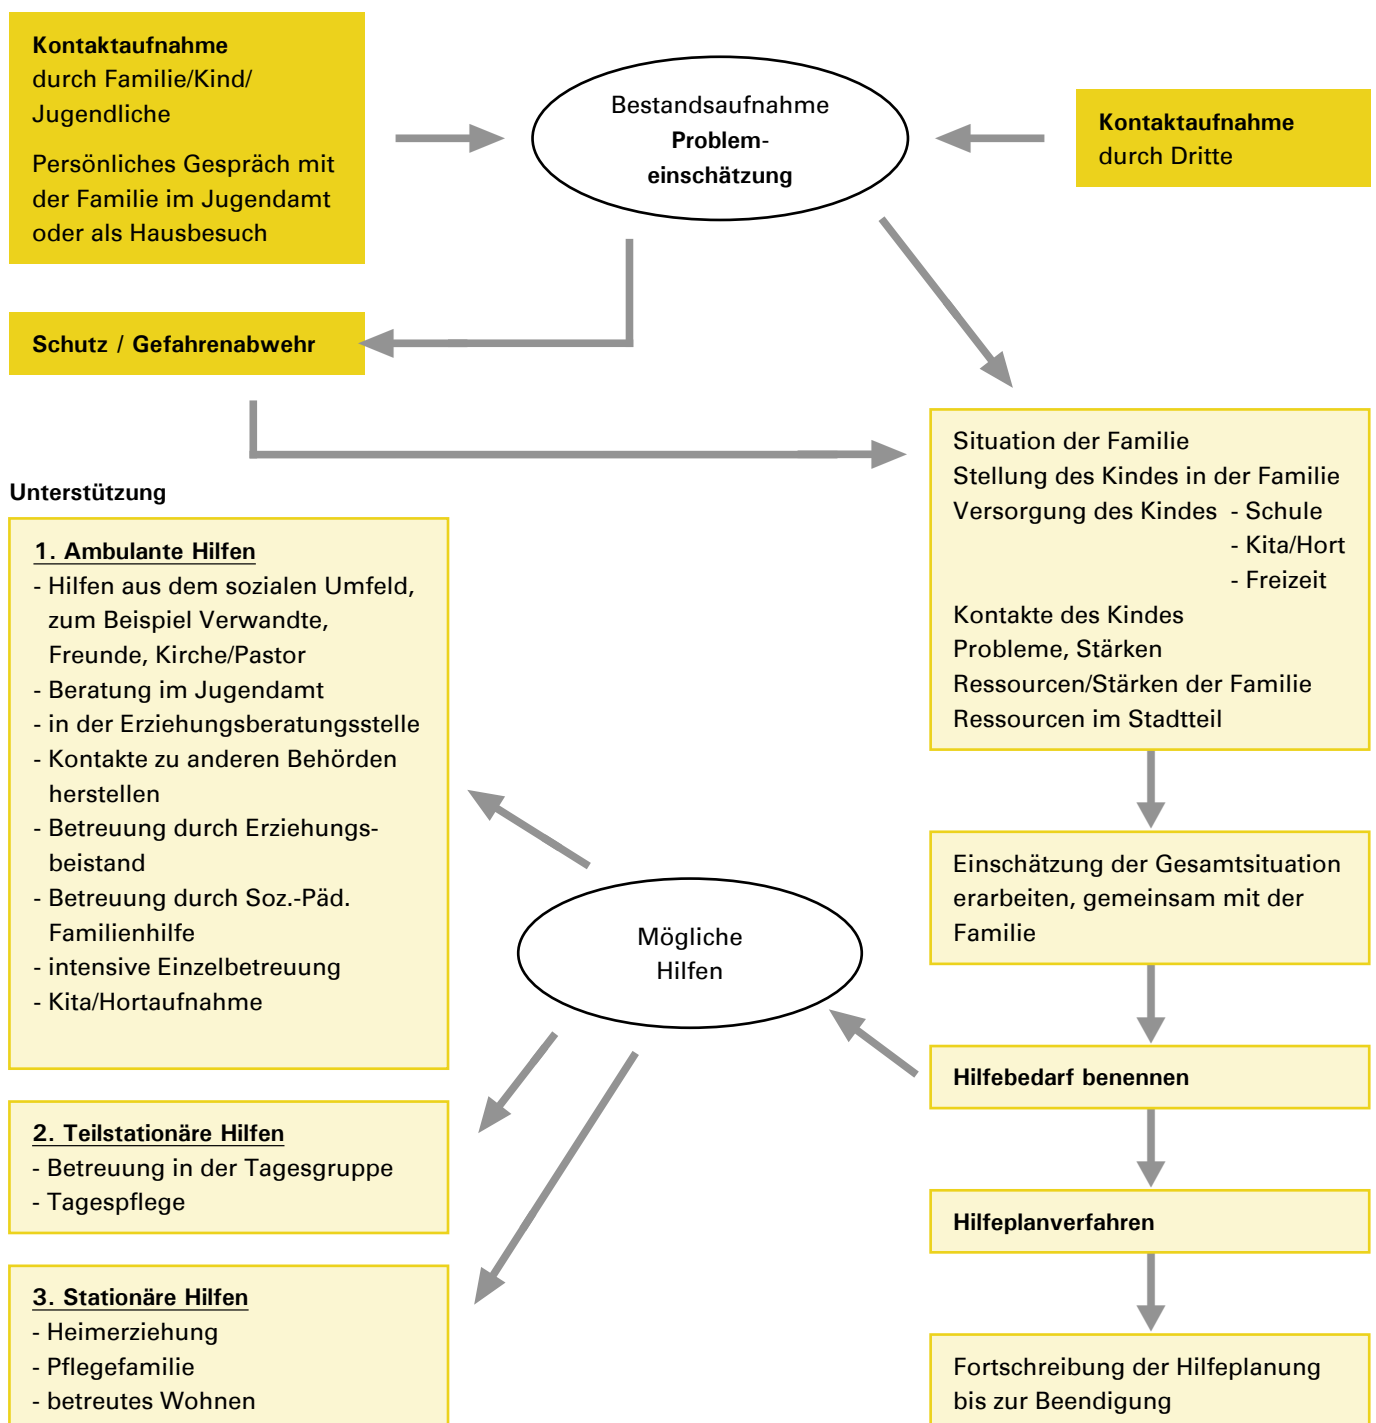 Kontaktaufnahme
durch Familie/Kind/
Jugendliche
Persönliches Gespräch mit
der Familie im Jugendamt
oder als Hausbesuch
Bestandsaufnahme
Problem-
einschätzung
Kontaktaufnahme
durch Dritte
Schutz / Gefahrenabwehr
Situation der Familie
Stellung des Kindes in der Familie
Versorgung des Kindes - Schule
- Kita/Hort
- Freizeit
Kontakte des Kindes
Probleme, Stärken
Ressourcen/Stärken der Familie
Ressourcen im Stadtteil
Einschätzung der Gesamtsituation
erarbeiten, gemeinsam mit der
Familie
Hilfebedarf benennen
Hilfeplanverfahren
Fortschreibung der Hilfeplanung
bis zur Beendigung
Mögliche
Hilfen
Unterstützung
1. Ambulante Hilfen
- Hilfen aus dem sozialen Umfeld,
zum Beispiel Verwandte,
Freunde, Kirche/Pastor
- Beratung im Jugendamt
- in der Erziehungsberatungsstelle
- Kontakte zu anderen Behörden
herstellen
- Betreuung durch Erziehungs-
beistand
- Betreuung durch Soz.-Päd.
Familienhilfe
- intensive Einzelbetreuung
- Kita/Hortaufnahme
2. Teilstationäre Hilfen
- Betreuung in der Tagesgruppe
- Tagespflege
3. Stationäre Hilfen
- Heimerziehung
- Pflegefamilie
- betreutes Wohnen